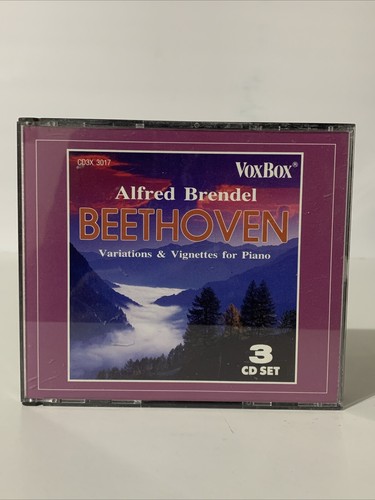 CD3X 3017
VOXBOX®
Alfred Brendel
BEETHOVEN
Variations & Vignettes for Piano
3
CD SET